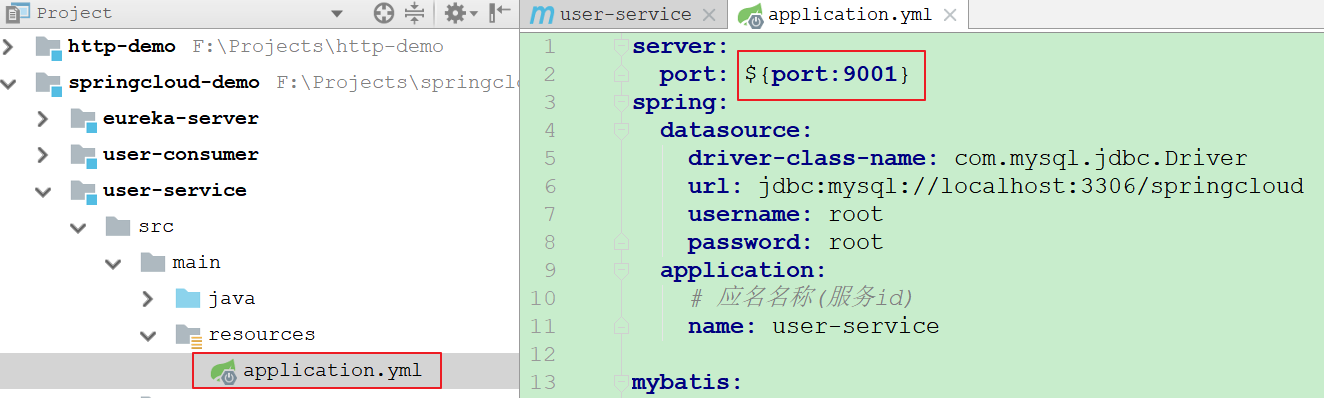 Project
http-demo F:\Projects\http-demo
springcloud-demo F:\Projects\springclo
eureka-server
user-consumer
user-service
src
main
java
resources
application.yml
user-service
application.yml
1 server:
2 port: ${port:9001}
3 spring:
4 datasource:
5 driver-class-name: com.mysql.jdbc.Driver
6 url: jdbc:mysql://localhost:3306/springcloud
7 username: root
8 password: root
9 application:
10 # 应名名称(服务id)
11 name: user-service
12
13 mybatis: